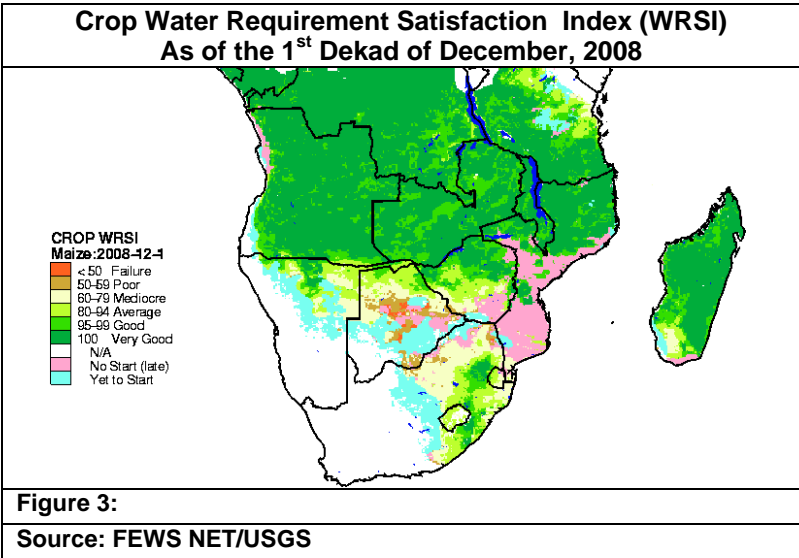 Crop Water Requirement Satisfaction Index (WRSI)
As of the 1st Dekad of December, 2008
CROP WRSI
Maize:2008-12-1
<50 Failure
50-59 Poor
60-79 Mediocre
80-94 Average
95-99 Good
100 Very Good
N/A
No Start (late)
Yet to Start
Figure 3:
Source: FEWS NET/USGS